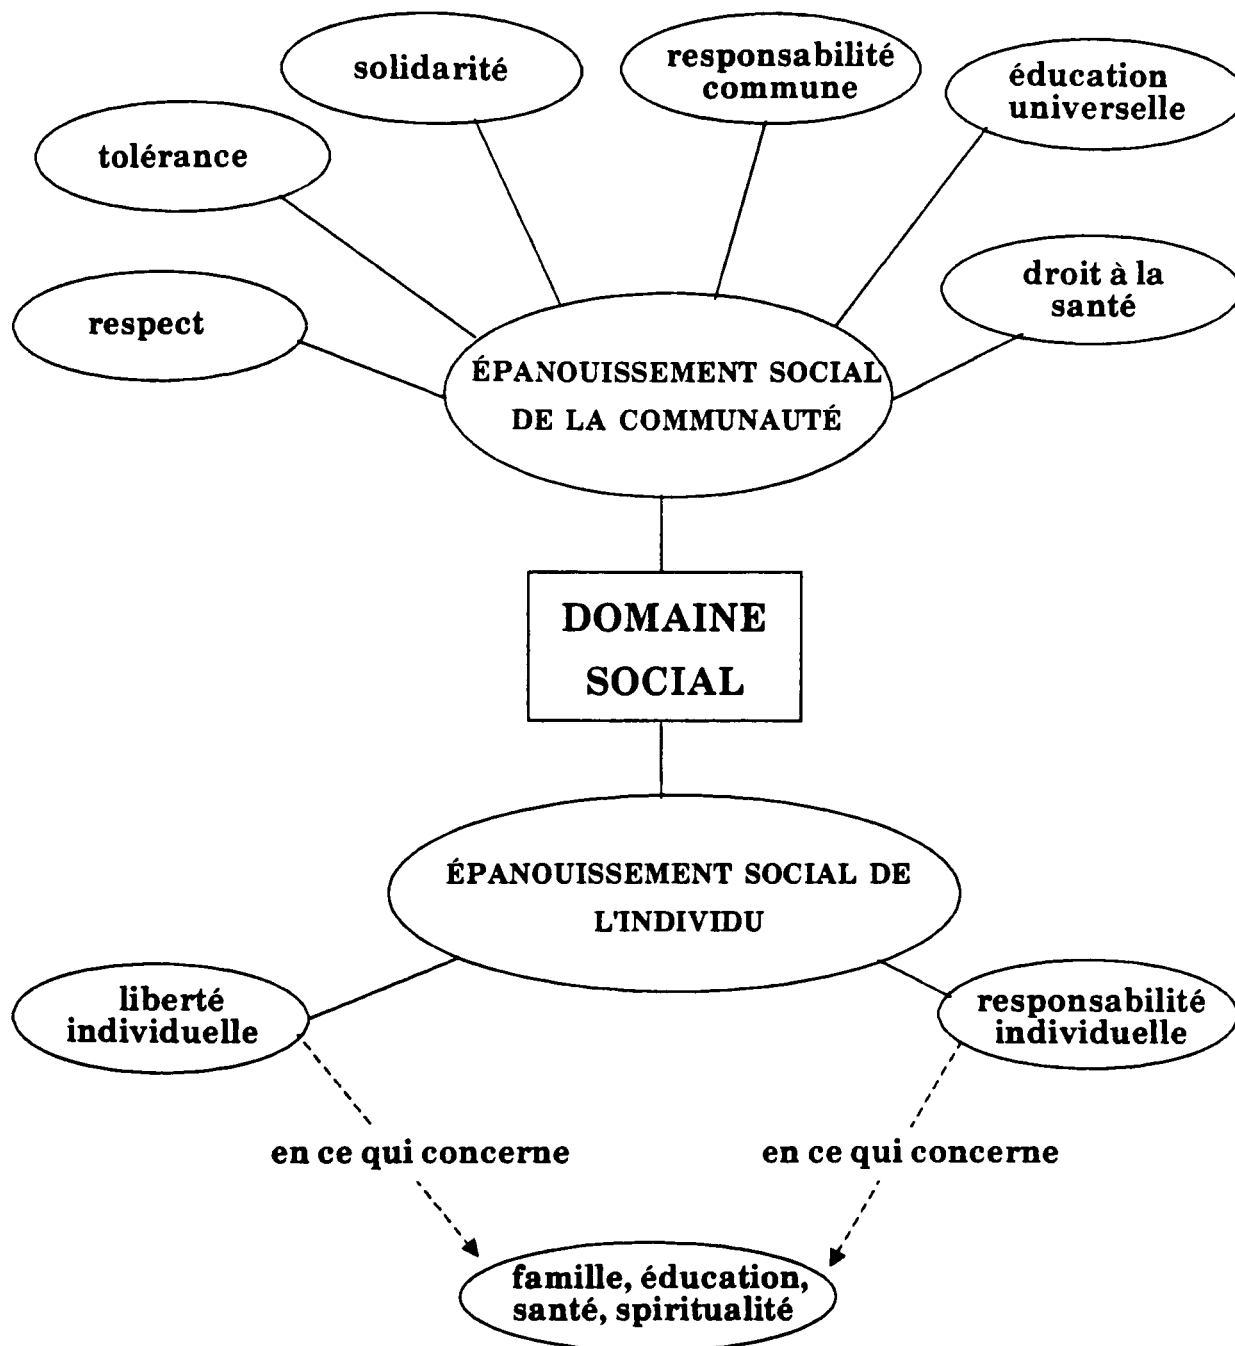 solidarité
responsabilité
commune
éducation
universelle
tolérance
droit à la
santé
respect
ÉPANOUISSEMENT SOCIAL
DE LA COMMUNAUTÉ
DOMAINE
SOCIAL
ÉPANOUISSEMENT SOCIAL DE
L'INDIVIDU
liberté
individuelle
responsabilité
individuelle
en ce qui concerne
en ce qui concerne
famille, éducation,
santé, spiritualité